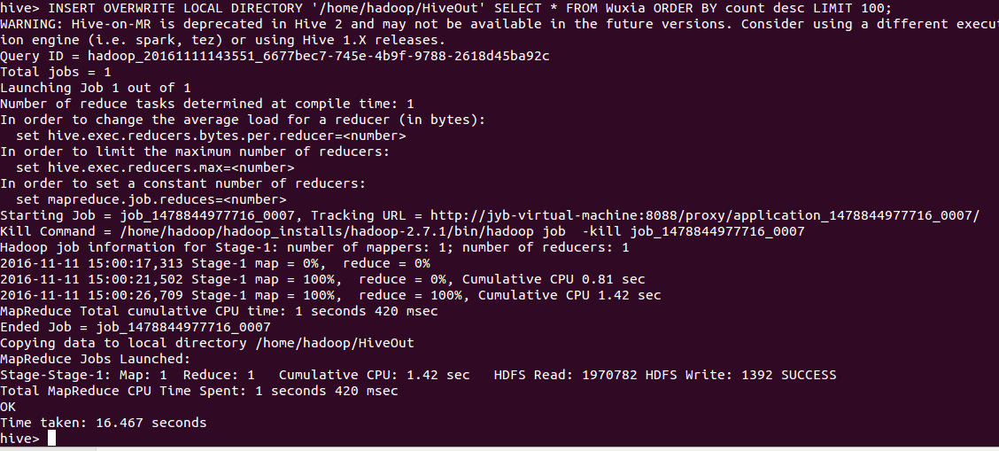 hive> INSERT OVERWRITE LOCAL DIRECTORY '/home/hadoop/HiveOut' SELECT * FROM Wuxia ORDER BY count desc LIMIT 100;
WARNING: Hive-on-MR is deprecated in Hive 2 and may not be available in the future versions. Consider using a different execut
ion engine (i.e. spark, tez) or using Hive 1.X releases.
Query ID = hadoop_20161111143551_6677bec7-745e-4b9f-9788-2618d45ba92c
Total jobs = 1
Launching Job 1 out of 1
Number of reduce tasks determined at compile time: 1
In order to change the average load for a reducer (in bytes):
  set hive.exec.reducers.bytes.per.reducer=<number>
In order to limit the maximum number of reducers:
  set hive.exec.reducers.max=<number>
In order to set a constant number of reducers:
  set mapreduce.job.reduces=<number>
Starting Job = job_1478844977716_0007, Tracking URL = http://jyb-virtual-machine:8088/proxy/application_1478844977716_0007/
Kill Command = /home/hadoop/hadoop_installs/hadoop-2.7.1/bin/hadoop job  -kill job_1478844977716_0007
Hadoop job information for Stage-1: number of mappers: 1; number of reducers: 1
2016-11-11 15:00:17,313 Stage-1 map = 0%,  reduce = 0%
2016-11-11 15:00:21,502 Stage-1 map = 100%,  reduce = 0%, Cumulative CPU 0.81 sec
2016-11-11 15:00:26,709 Stage-1 map = 100%,  reduce = 100%, Cumulative CPU 1.42 sec
MapReduce Total cumulative CPU time: 1 seconds 420 msec
Ended Job = job_1478844977716_0007
Copying data to local directory /home/hadoop/HiveOut
MapReduce Jobs Launched:
Stage-Stage-1: Map: 1  Reduce: 1   Cumulative CPU: 1.42 sec   HDFS Read: 1970782 HDFS Write: 1392 SUCCESS
Total MapReduce CPU Time Spent: 1 seconds 420 msec
OK
Time taken: 16.467 seconds
hive>